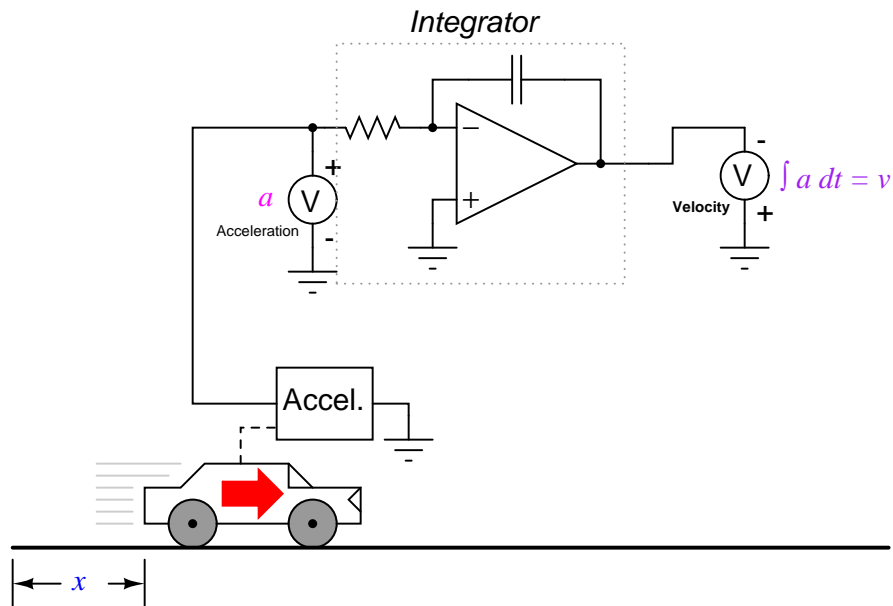 Integrator
−
+
+
V
-
a
Acceleration
-
V
+
Velocity
∫ a dt = v
Accel.
x